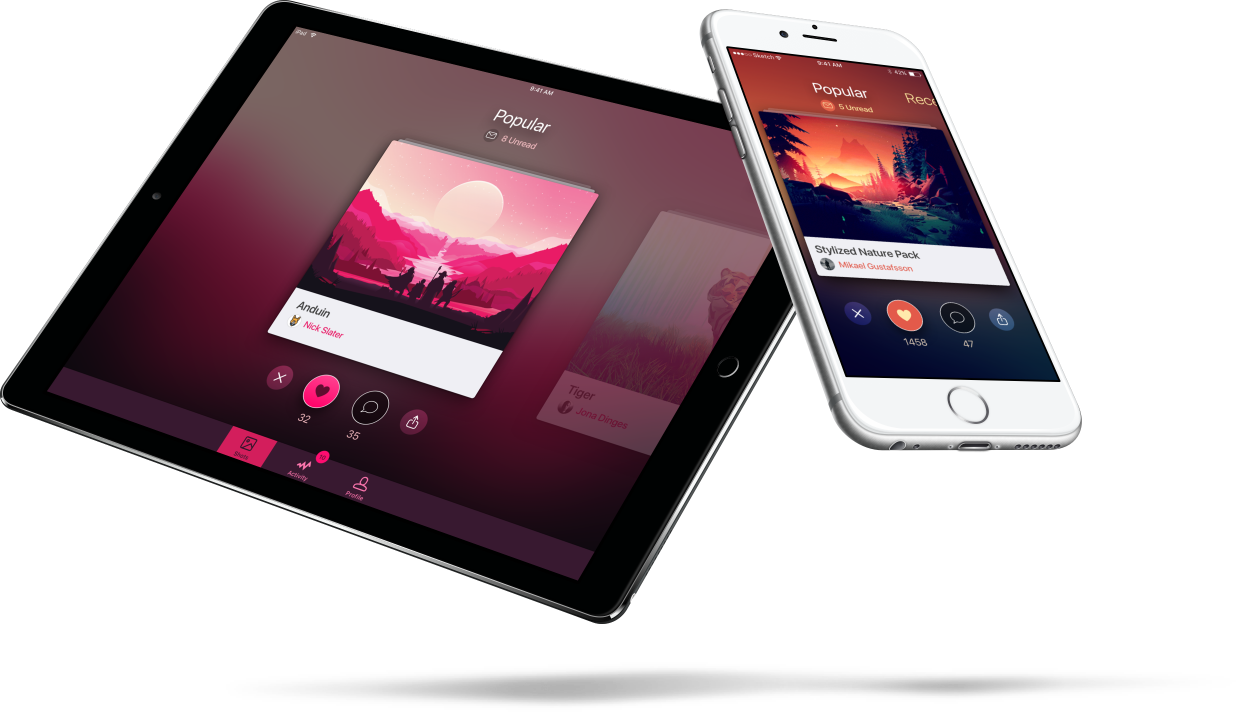 iPad
9:41 AM
Popular
8 Unread
Anduin
Nick Slater
32
35
Tiger
Jona Dinges
Shots
Activity
10
Profile
Sketch
9:41 AM
42%
Popular
Rece
5 Unread
Stylized Nature Pack
Mikael Gustafsson
1458
47